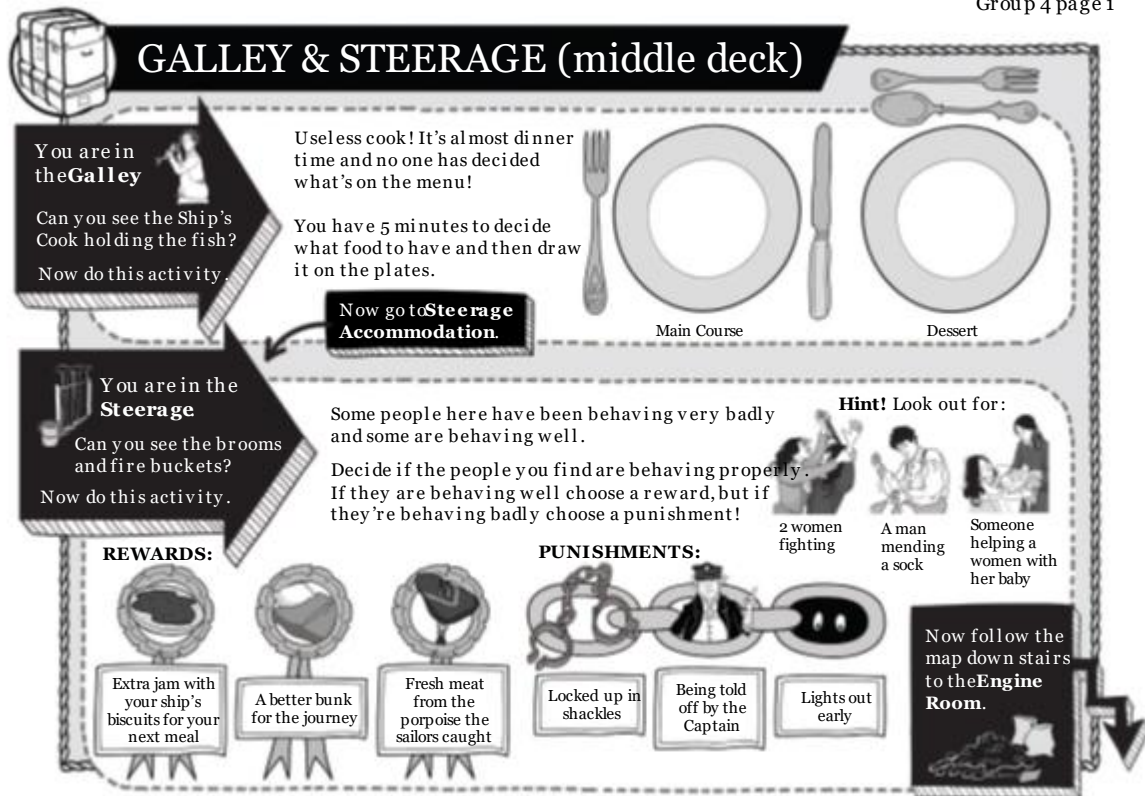 Group 4 page 1
GALLEY & STEERAGE (middle deck)
You are in
the Galley
Can you see the Ship's
Cook holding the fish?
Now do this activity.
Useless cook! It's almost dinner
time and no one has decided
what's on the menu!
You have 5 minutes to decide
what food to have and then draw
it on the plates.
Main Course
Dessert
Now go to Steerage
Accommodation.
You are in the
Steerage
Can you see the brooms
and fire buckets?
Now do this activity.
Some people here have been behaving very badly
and some are behaving well.
Decide if the people you find are behaving properly.
If they are behaving well choose a reward, but if
they're behaving badly choose a punishment!
Hint! Look out for:
2 women
fighting
A man
mending
a sock
Someone
helping a
women with
her baby
REWARDS:
Extra jam with
your ship's
biscuits for your
next meal
A better bunk
for the journey
Fresh meat
from the
porpoise the
sailors caught
PUNISHMENTS:
Locked up in
shackles
Being told
off by the
Captain
Lights out
early
Now follow the
map down stairs
to the Engine
Room.